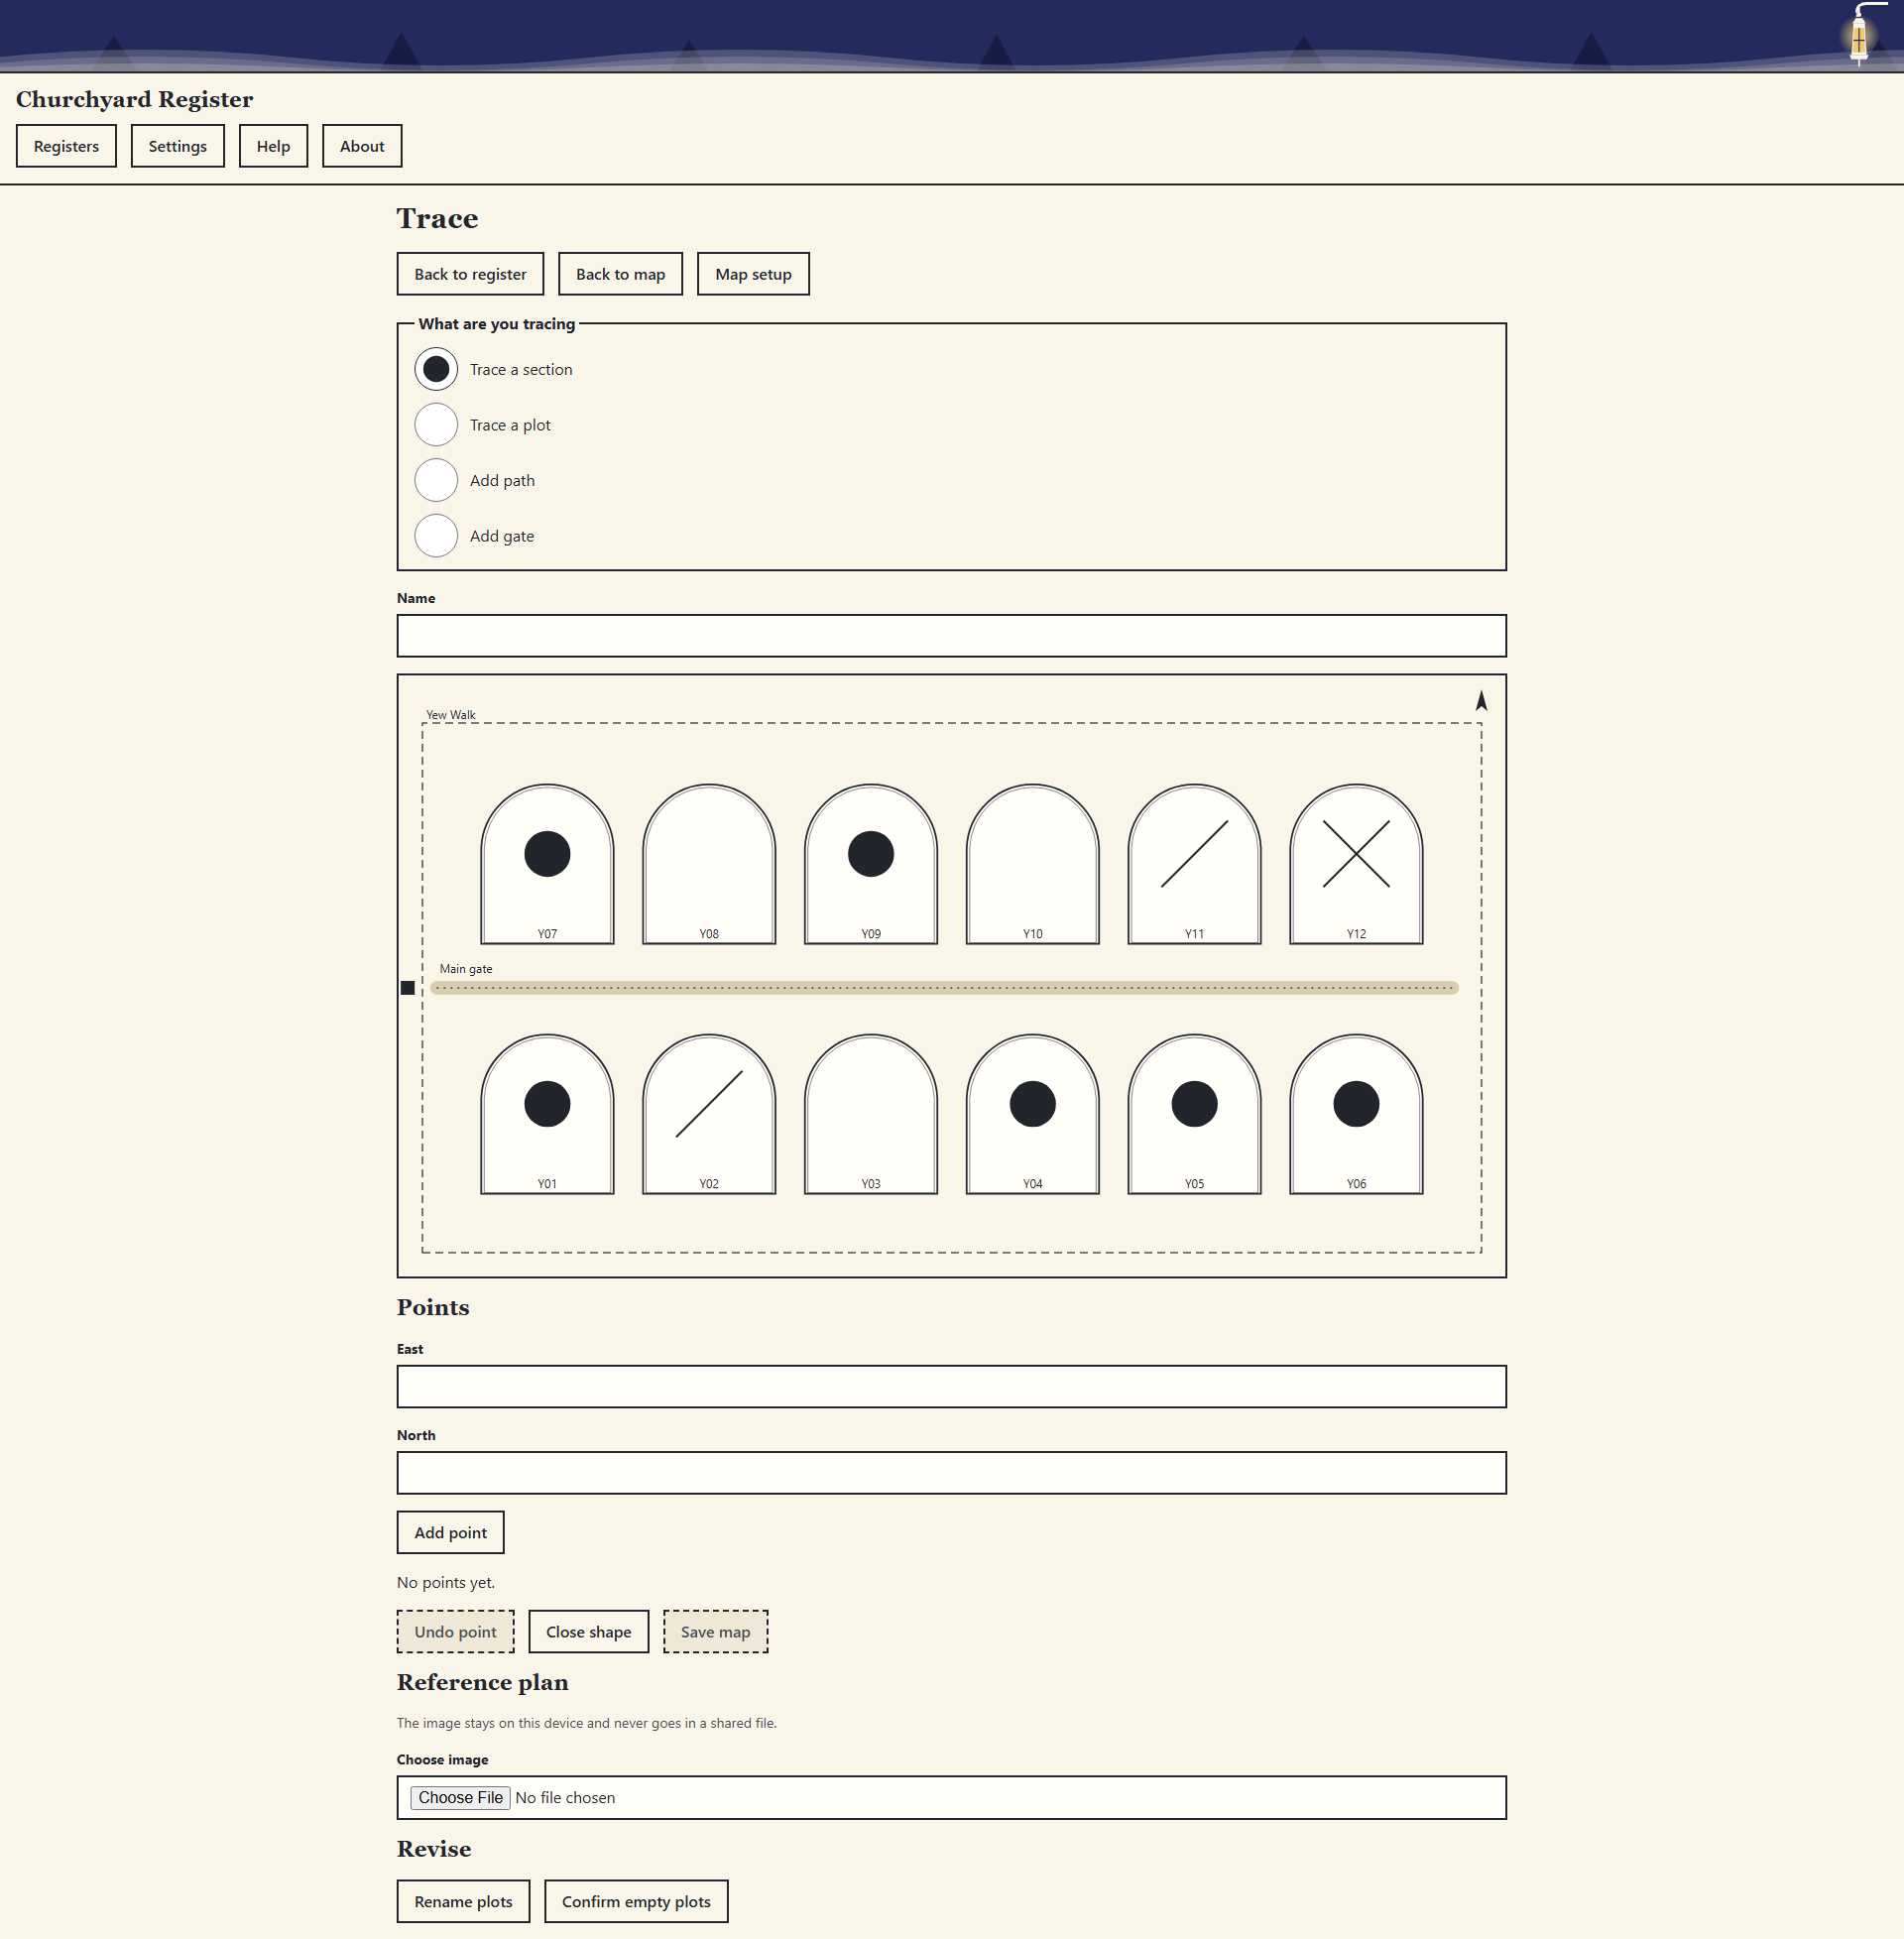 Churchyard Register
Registers Settings Help About
Trace
Back to register Back to map Map setup
What are you tracing
Trace a section
Trace a plot
Add path
Add gate
Name
Yew Walk
Y07 Y08 Y09 Y10 Y11 Y12
Main gate
Y01 Y02 Y03 Y04 Y05 Y06
Points
East
North
Add point
No points yet.
Undo point Close shape Save map
Reference plan
The image stays on this device and never goes in a shared file.
Choose image
Choose File No file chosen
Revise
Rename plots Confirm empty plots